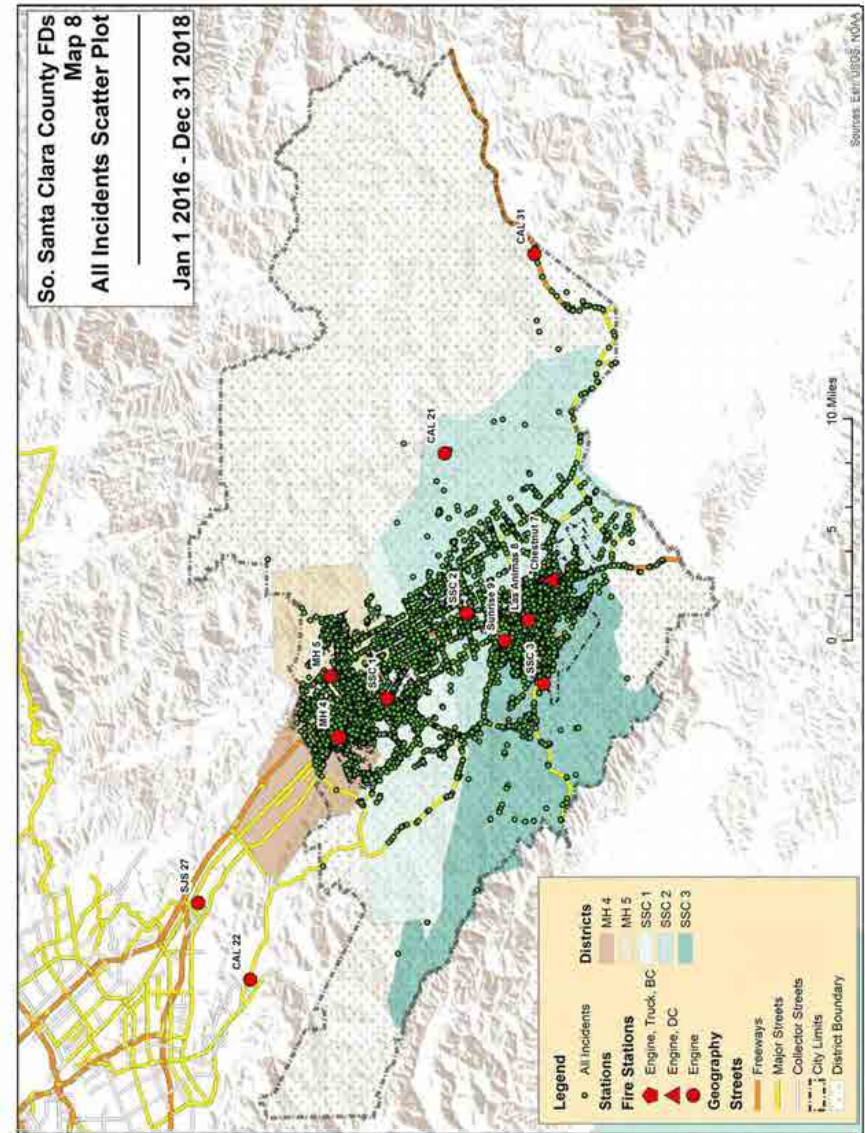 So. Santa Clara County FDs
Map 8
All Incidents Scatter Plot
Jan 1 2016 - Dec 31 2018
SJS 27
CAL 22
MH 4
MH 5
SSC 1
SSC 2
Sunrise 93
Las Animas 8
Chestnut 7
SSC 3
CAL 21
CAL 31
Legend
All Incidents
Stations
Fire Stations
Engine, Truck, BC
Engine, DC
Engine
Geography
Streets
Freeways
Major Streets
Collector Streets
City Limits
District Boundary
Districts
MH 4
MH 5
SSC 1
SSC 2
SSC 3
0 5 10 Miles
Sources: Esri, USGS, NOAA